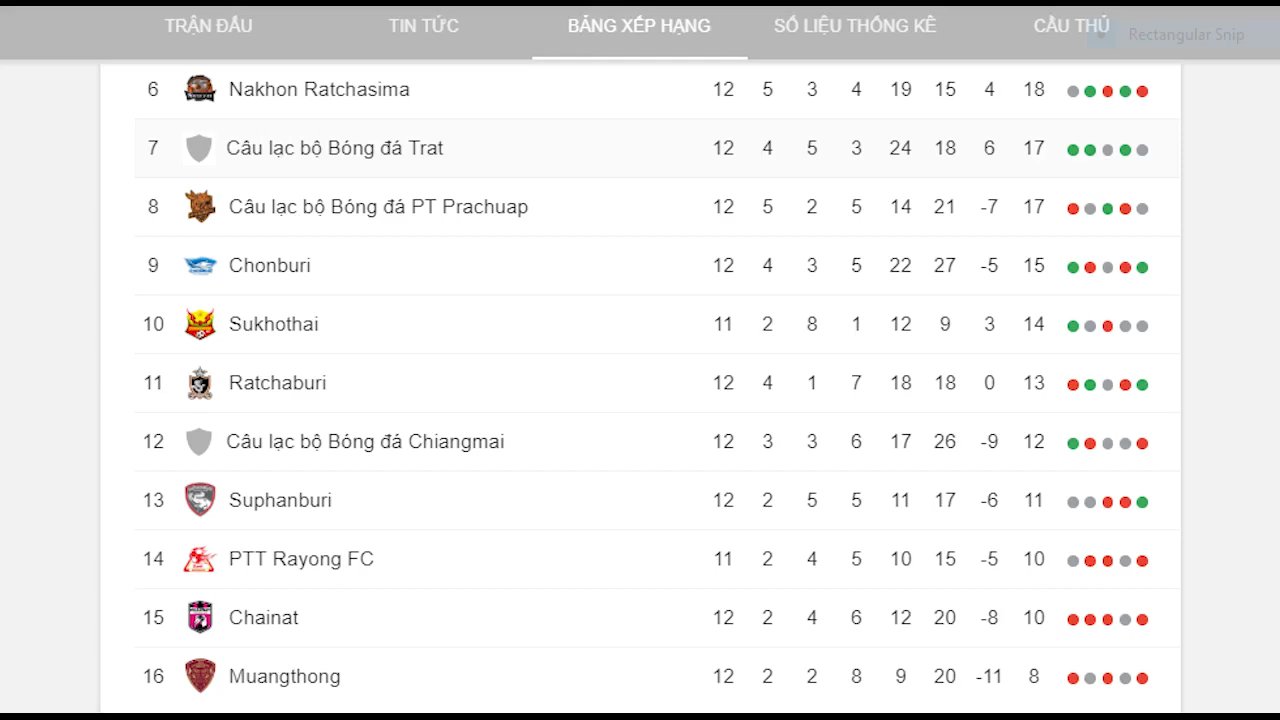 TRẬN ĐẤU TIN TỨC BẢNG XẾP HẠNG SỐ LIỆU THỐNG KÊ CẦU THỦ Rectangular Snip
6 Nakhon Ratchasima 12 5 3 4 19 15 4 18
7 Câu lạc bộ Bóng đá Trat 12 4 5 3 24 18 6 17
8 Câu lạc bộ Bóng đá PT Prachuap 12 5 2 5 14 21 -7 17
9 Chonburi 12 4 3 5 22 27 -5 15
10 Sukhothai 11 2 8 1 12 9 3 14
11 Ratchaburi 12 4 1 7 18 18 0 13
12 Câu lạc bộ Bóng đá Chiangmai 12 3 3 6 17 26 -9 12
13 Suphanburi 12 2 5 5 11 17 -6 11
14 PTT Rayong FC 11 2 4 5 10 15 -5 10
15 Chainat 12 2 4 6 12 20 -8 10
16 Muangthong 12 2 2 8 9 20 -11 8